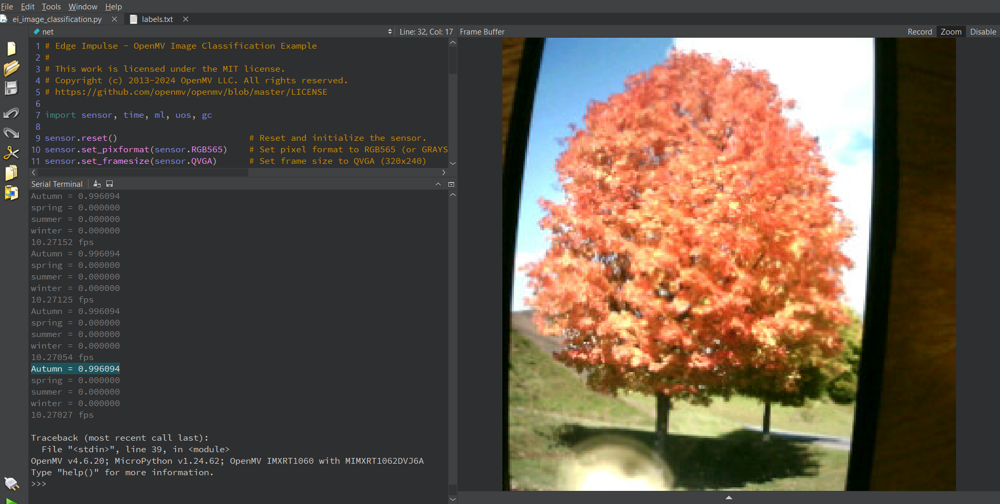 File Edit Tools Window Help
ei_image_classification.py labels.txt
net Line: 32, Col: 17 Frame Buffer Record Zoom Disable
1 # Edge Impulse - OpenMV Image Classification Example
2 #
3 # This work is licensed under the MIT license.
4 # Copyright (c) 2013-2024 OpenMV LLC. All rights reserved.
5 # https://github.com/openmv/openmv/blob/master/LICENSE
6
7 import sensor, time, ml, uos, gc
8
9 sensor.reset() # Reset and initialize the sensor.
10 sensor.set_pixformat(sensor.RGB565) # Set pixel format to RGB565 (or GRAYS
11 sensor.set_framesize(sensor.QVGA) # Set frame size to QVGA (320x240)
Serial Terminal
Autumn = 0.996094
spring = 0.000000
summer = 0.000000
winter = 0.000000
10.27152 fps
Autumn = 0.996094
spring = 0.000000
summer = 0.000000
winter = 0.000000
10.27125 fps
Autumn = 0.996094
spring = 0.000000
summer = 0.000000
winter = 0.000000
10.27054 fps
Autumn = 0.996094
spring = 0.000000
summer = 0.000000
winter = 0.000000
10.27027 fps
Traceback (most recent call last):
File "<stdin>", line 39, in <module>
OpenMV v4.6.20; MicroPython v1.24.62; OpenMV IMXRT1060 with MIMXRT1062DVJ6A
Type "help()" for more information.
>>>